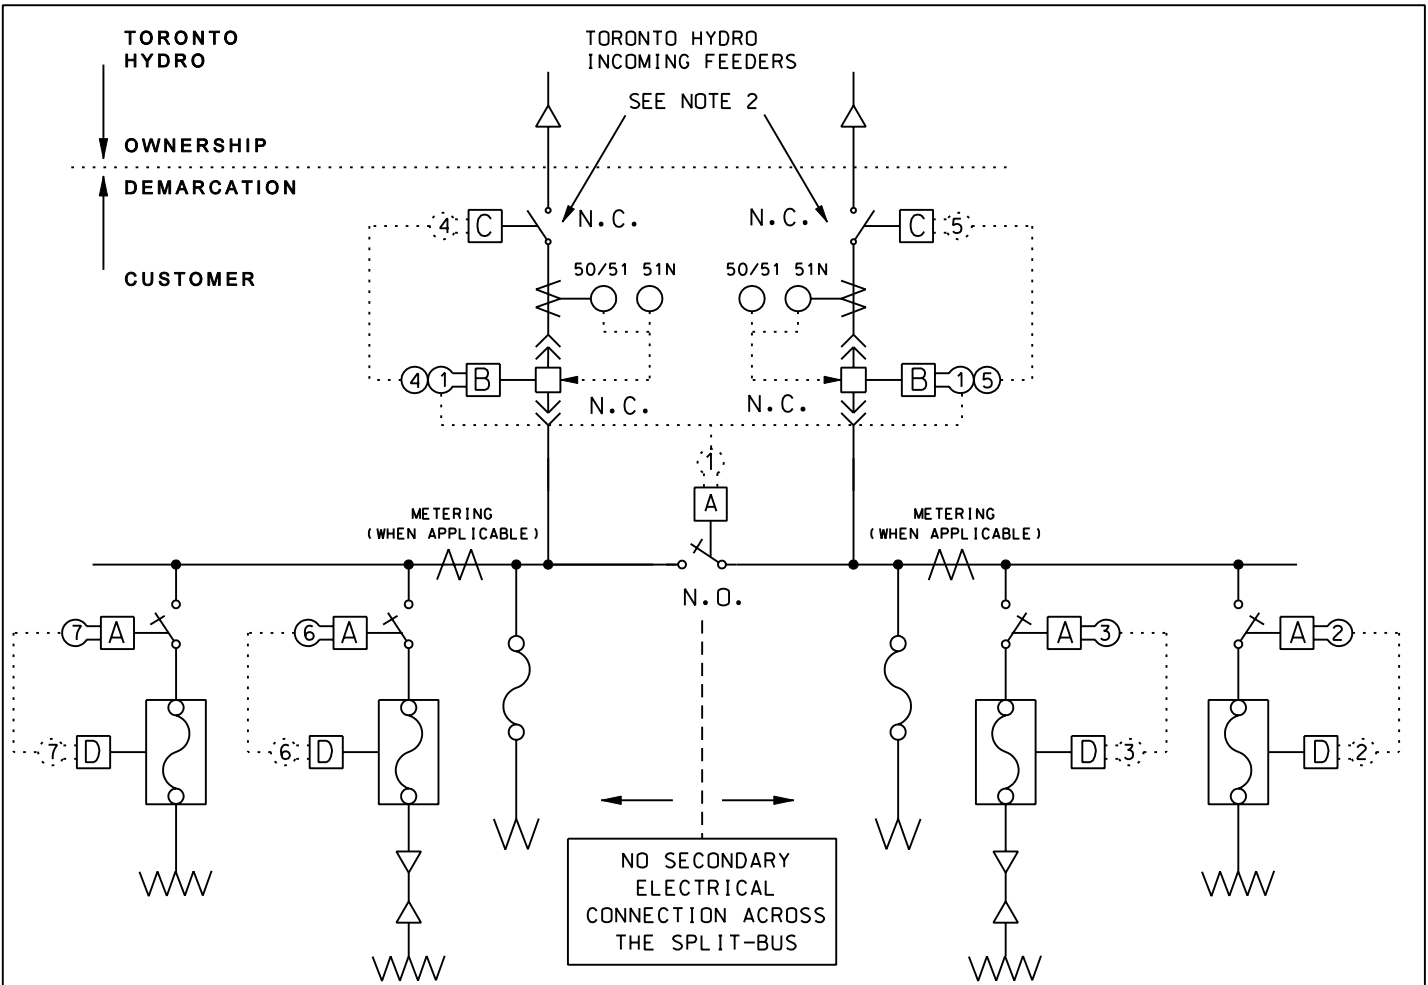 TORONTO
HYDRO
TORONTO HYDRO
INCOMING FEEDERS
SEE NOTE 2
OWNERSHIP
DEMARCATION
CUSTOMER
4 C N.C. N.C. C 5
50/51 51N 50/51 51N
4 1 B B 1 5
N.C. N.C.
1
A
METERING
(WHEN APPLICABLE)
METERING
(WHEN APPLICABLE)
N.O.
7 A 6 A A 3 A 2
7 D 6 D D 3 D 2
NO SECONDARY
ELECTRICAL
CONNECTION ACROSS
THE SPLIT-BUS